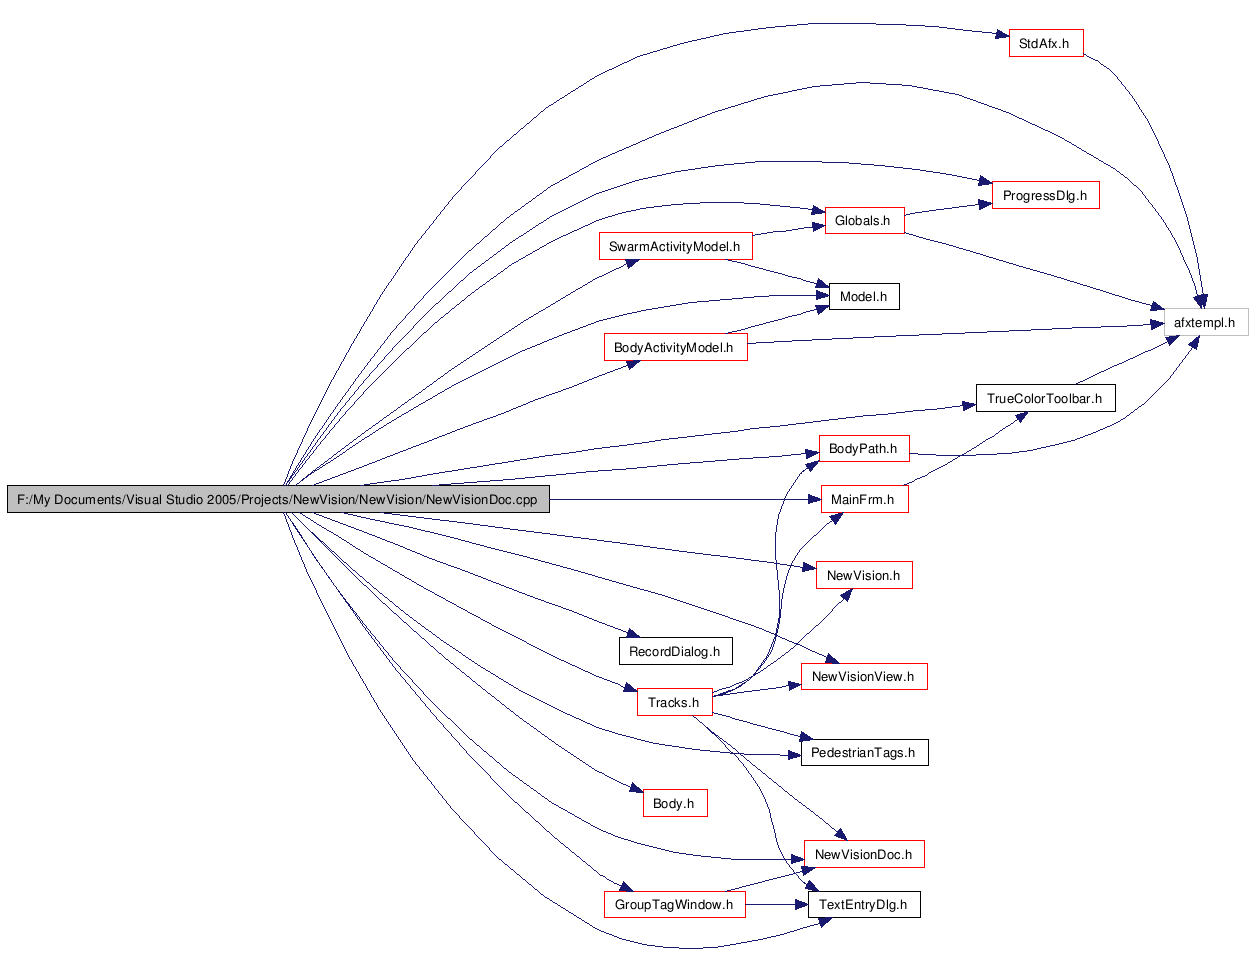 StdAfx.h
ProgressDlg.h
Globals.h
SwarmActivityModel.h
Model.h
afxtempl.h
BodyActivityModel.h
TrueColorToolbar.h
BodyPath.h
F:/My Documents/Visual Studio 2005/Projects/NewVision/NewVision/NewVisionDoc.cpp
MainFrm.h
NewVision.h
RecordDialog.h
NewVisionView.h
Tracks.h
PedestrianTags.h
Body.h
NewVisionDoc.h
GroupTagWindow.h
TextEntryDlg.h